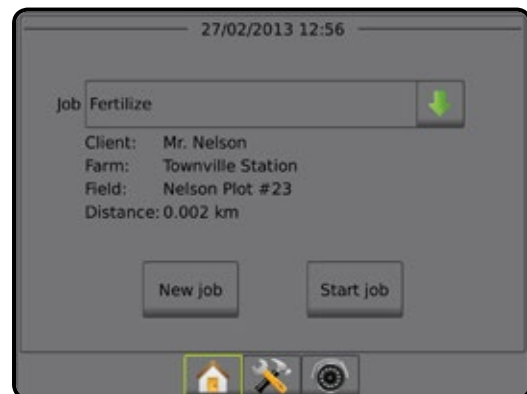 27/02/2013 12:56
Job Fertilize
Client: Mr. Nelson
Farm: Townville Station
Field: Nelson Plot #23
Distance: 0.002 km
New job Start job